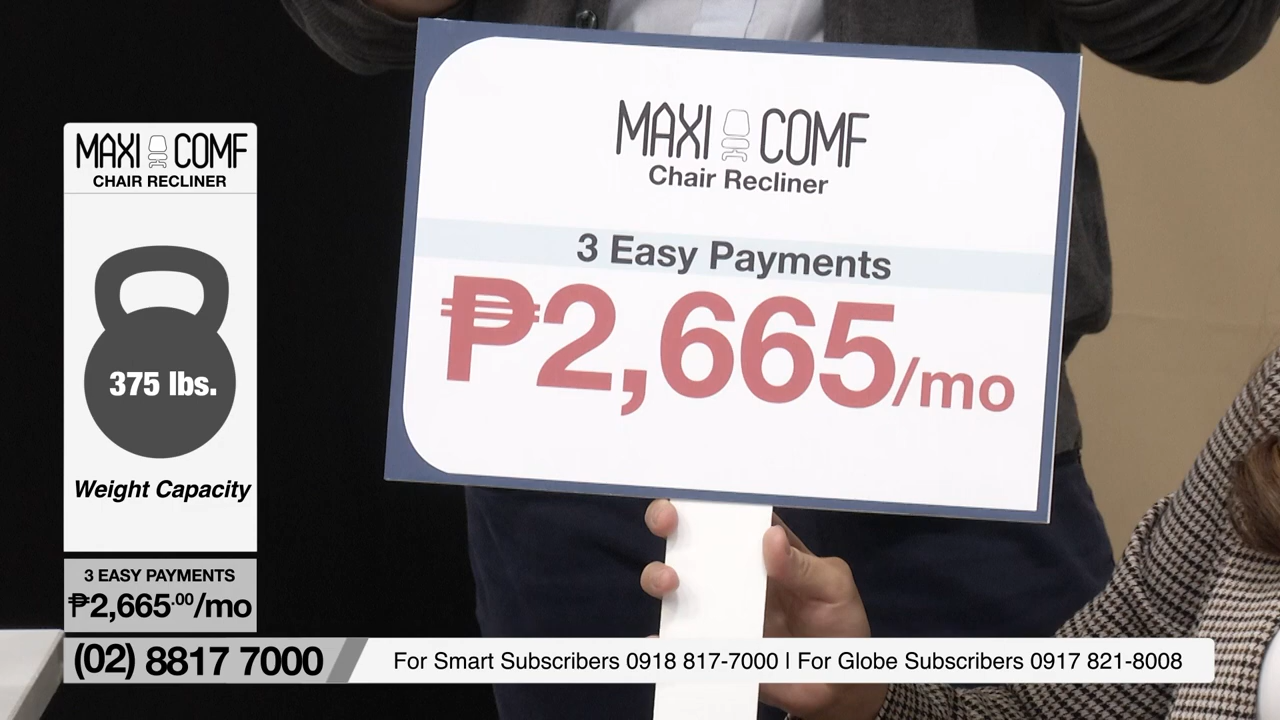 MAXI COMF
Chair Recliner
3 Easy Payments
₱2,665/mo
MAXI COMF
CHAIR RECLINER
375 lbs.
Weight Capacity
3 EASY PAYMENTS
₱2,665.00/mo
(02) 8817 7000
For Smart Subscribers 0918 817-7000 | For Globe Subscribers 0917 821-8008